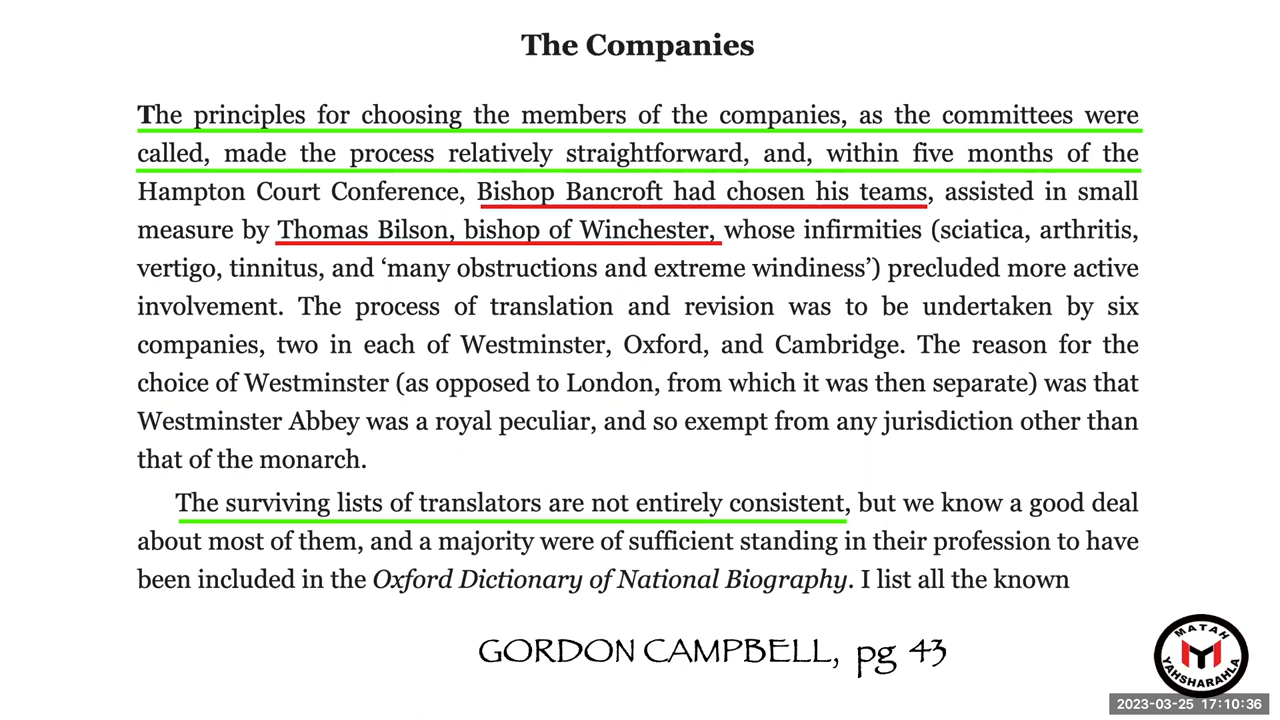 The Companies
The principles for choosing the members of the companies, as the committees were
called, made the process relatively straightforward, and, within five months of the
Hampton Court Conference, Bishop Bancroft had chosen his teams, assisted in small
measure by Thomas Bilson, bishop of Winchester, whose infirmities (sciatica, arthritis,
vertigo, tinnitus, and ‘many obstructions and extreme windiness’) precluded more active
involvement. The process of translation and revision was to be undertaken by six
companies, two in each of Westminster, Oxford, and Cambridge. The reason for the
choice of Westminster (as opposed to London, from which it was then separate) was that
Westminster Abbey was a royal peculiar, and so exempt from any jurisdiction other than
that of the monarch.
The surviving lists of translators are not entirely consistent, but we know a good deal
about most of them, and a majority were of sufficient standing in their profession to have
been included in the Oxford Dictionary of National Biography. I list all the known
GORDON CAMPBELL, pg 43
MATAH
YAHSHARAHLA
2023-03-25 17:10:36